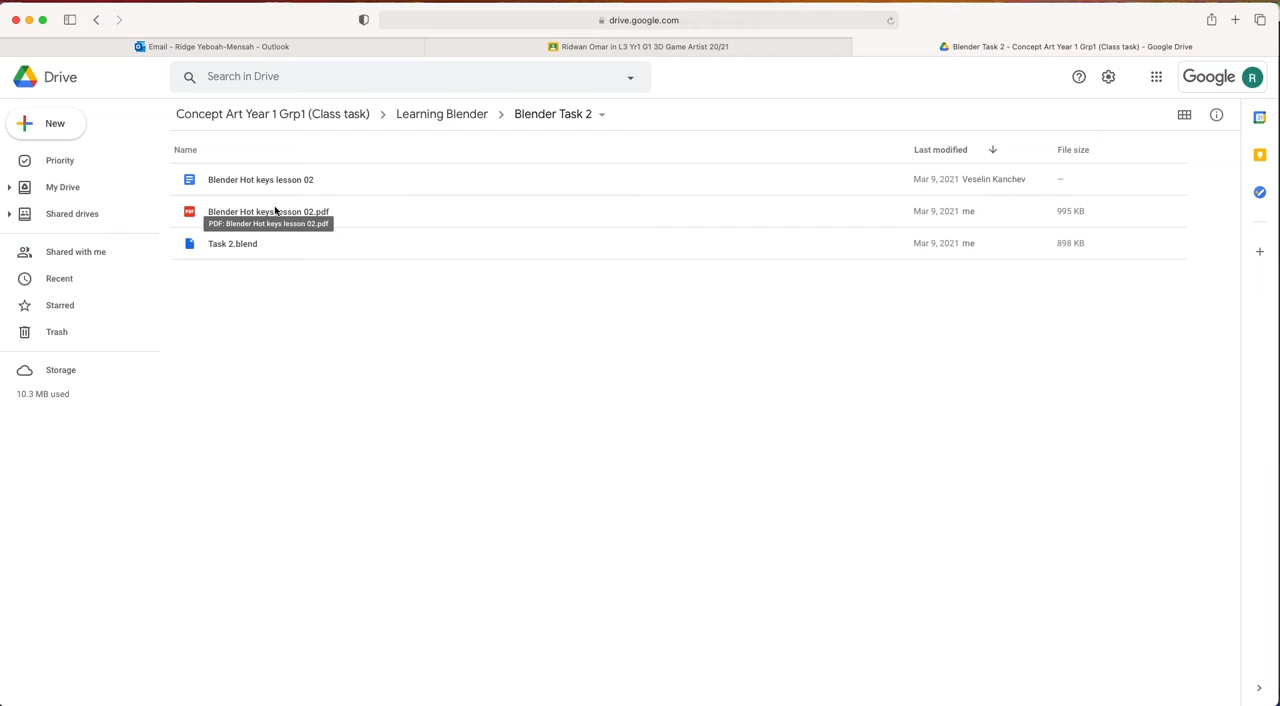 drive.google.com
Email - Ridge Yeboah-Mensah - Outlook
Ridwan Omar in L3 Yr1 G1 3D Game Artist 20/21
Blender Task 2 - Concept Art Year 1 Grp1 (Class task) - Google Drive
Drive
Search in Drive
Google
R
New
Concept Art Year 1 Grp1 (Class task) > Learning Blender > Blender Task 2
Name
Last modified
File size
Priority
My Drive
Shared drives
Shared with me
Recent
Starred
Trash
Storage
10.3 MB used
Blender Hot keys lesson 02
Mar 9, 2021 Veselin Kanchev
—
PDF
Blender Hot keys lesson 02.pdf
Mar 9, 2021 me
995 KB
PDF: Blender Hot keys lesson 02.pdf
Task 2.blend
Mar 9, 2021 me
898 KB